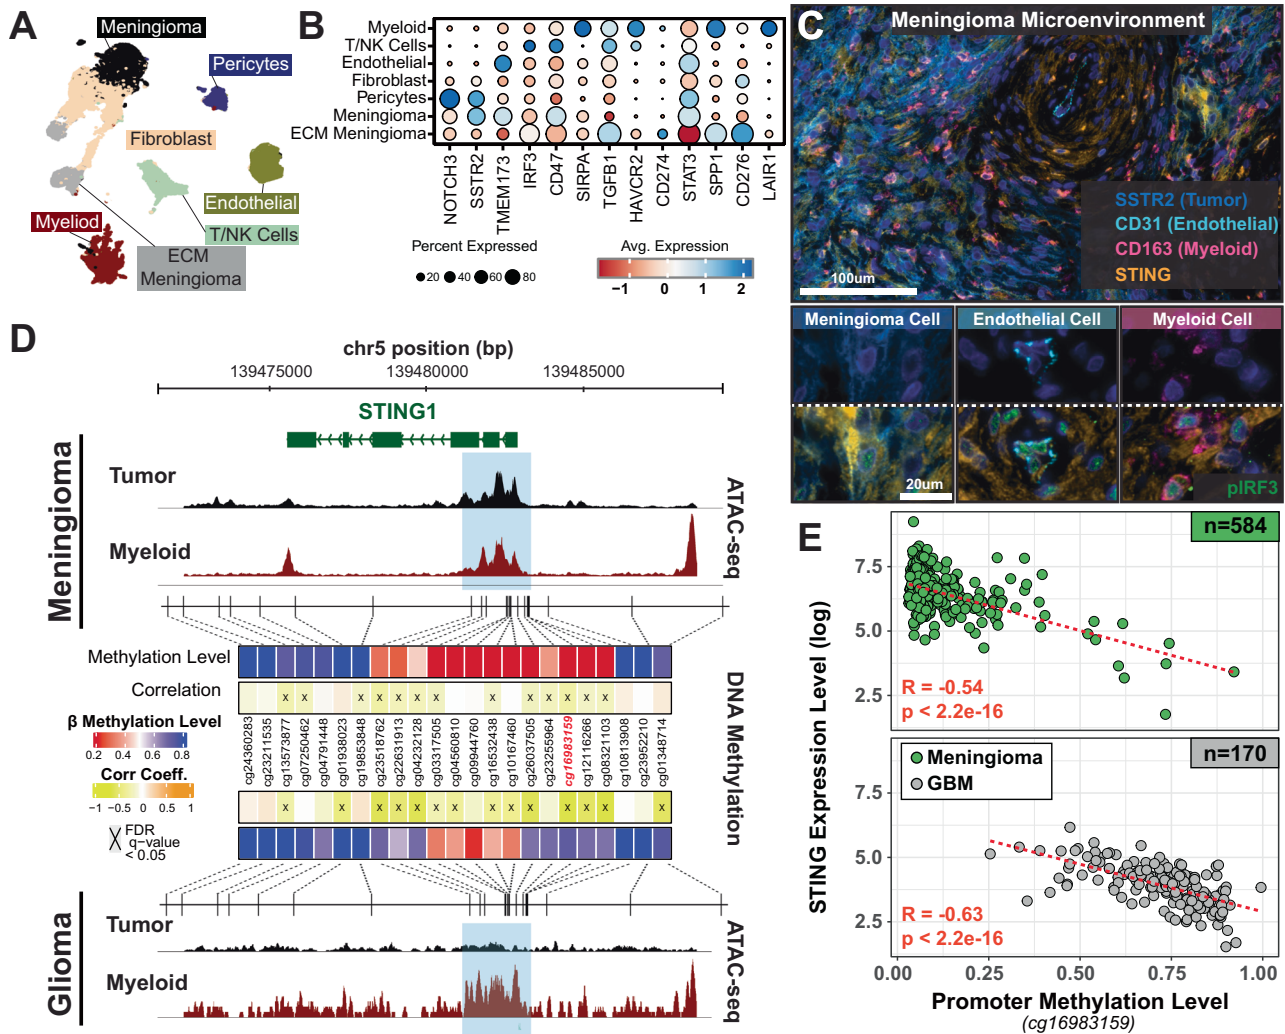 A
Meningioma
Pericytes
Fibroblast
Endothelial
Myeliod
T/NK Cells
ECM
Meningioma
B
Myeloid
T/NK Cells
Endothelial
Fibroblast
Pericytes
Meningioma
ECM Meningioma
NOTCH3
SSTR2
TMEM173
IRF3
CD47
SIRPA
TGFB1
HAVCR2
CD274
STAT3
SPP1
CD276
LAIR1
Percent Expressed
20 40 60 80
Avg. Expression
−1 0 1 2
C
Meningioma Microenvironment
SSTR2 (Tumor)
CD31 (Endothelial)
CD163 (Myeloid)
STING
100um
Meningioma Cell
Endothelial Cell
Myeloid Cell
20um
pIRF3
D
chr5 position (bp)
139475000 139480000 139485000
STING1
Meningioma
Tumor
Myeloid
ATAC-seq
Methylation Level
Correlation
x x x x x x x x x x x x x
β Methylation Level
0.2 0.4 0.6 0.8
Corr Coeff.
−1 −0.5 0 0.5 1
X FDR
q−value
< 0.05
cg24360283
cg23211535
cg13573877
cg07250462
cg04791448
cg01938023
cg19853848
cg23518762
cg22631913
cg04232128
cg03317505
cg04560810
cg09944760
cg16532438
cg10167460
cg26037505
cg23255964
cg16983159
cg12116266
cg08321103
cg10813908
cg23952210
cg01348714
DNA Methylation
x x x x x x x x x x x x x x
Glioma
Tumor
Myeloid
ATAC-seq
E
n=584
7.5
5.0
2.5
R = -0.54
p < 2.2e-16
n=170
Meningioma
GBM
7.5
5.0
2.5
R = -0.63
p < 2.2e-16
STING Expression Level (log)
0.00 0.25 0.50 0.75 1.00
Promoter Methylation Level
(cg16983159)